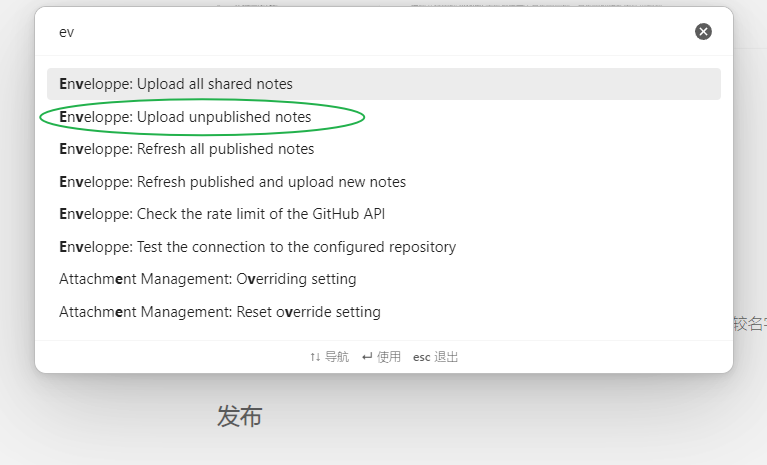 ev
Enveloppe: Upload all shared notes
Enveloppe: Upload unpublished notes
Enveloppe: Refresh all published notes
Enveloppe: Refresh published and upload new notes
Enveloppe: Check the rate limit of the GitHub API
Enveloppe: Test the connection to the configured repository
Attachment Management: Overriding setting
Attachment Management: Reset override setting
较名字
↑↓ 导航 ↵ 使用 esc 退出
发布